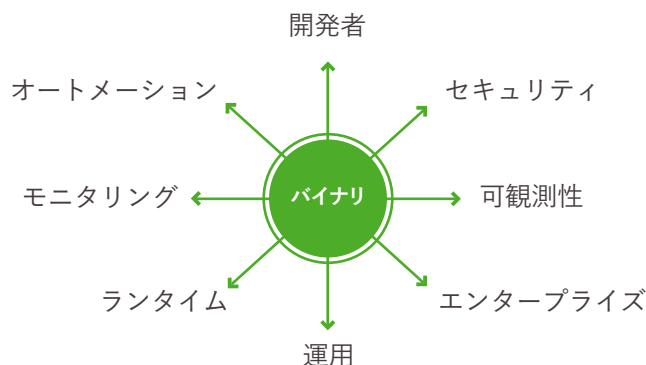 開発者
オートメーション
セキュリティ
モニタリング
バイナリ
可観測性
ランタイム
エンタープライズ
運用